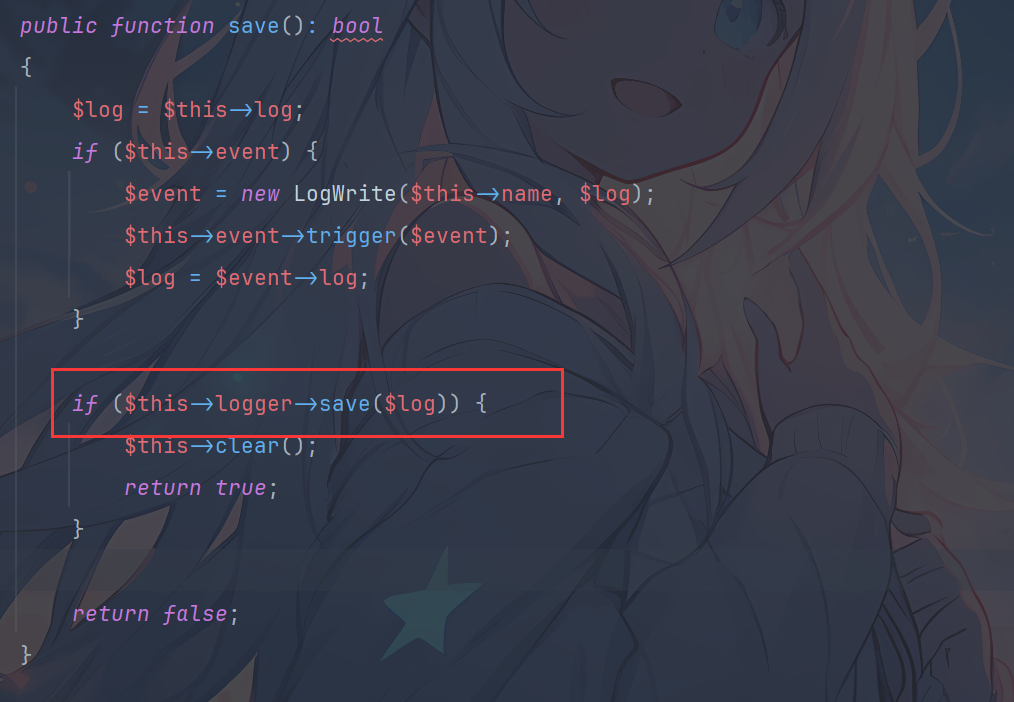 public function save(): bool
{
    $log = $this->log;
    if ($this->event) {
        $event = new LogWrite($this->name, $log);
        $this->event->trigger($event);
        $log = $event->log;
    }

    if ($this->logger->save($log)) {
        $this->clear();
        return true;
    }

    return false;
}